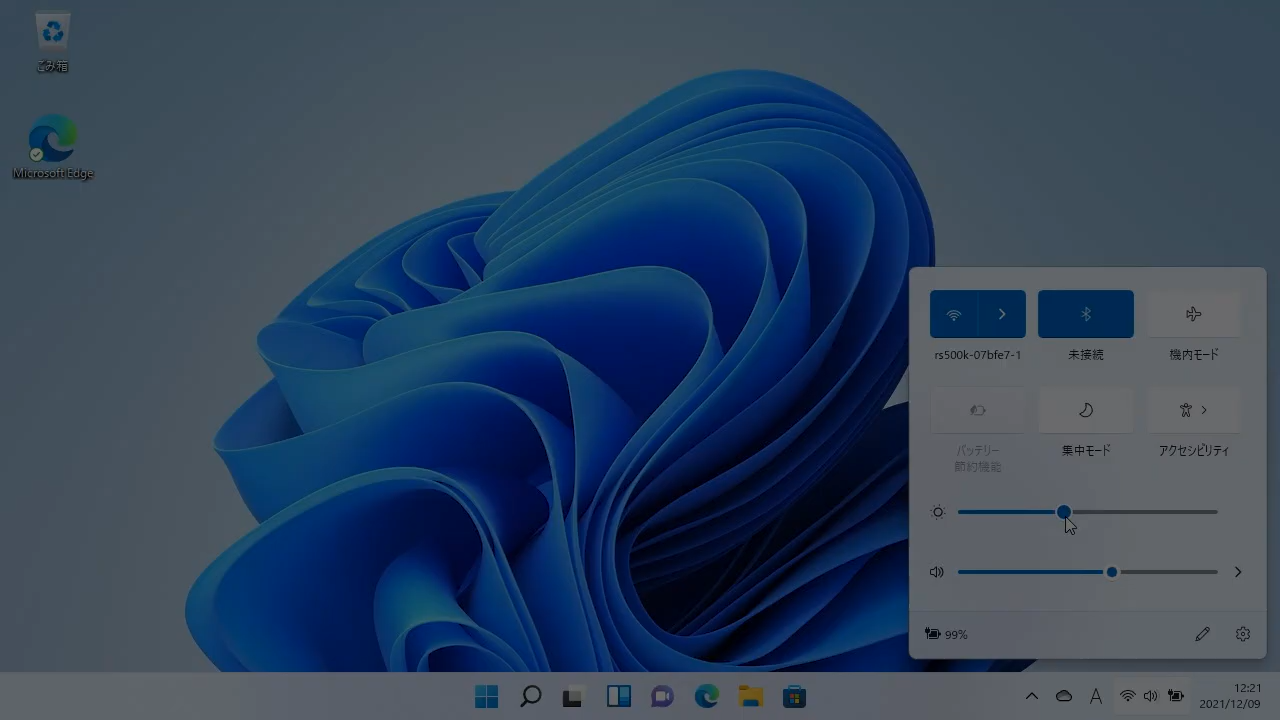 ごみ箱
Microsoft Edge
rs500k-07bfe7-1
未接続
機内モード
バッテリー
節約機能
集中モード
アクセシビリティ
99%
A
12:21
2021/12/09